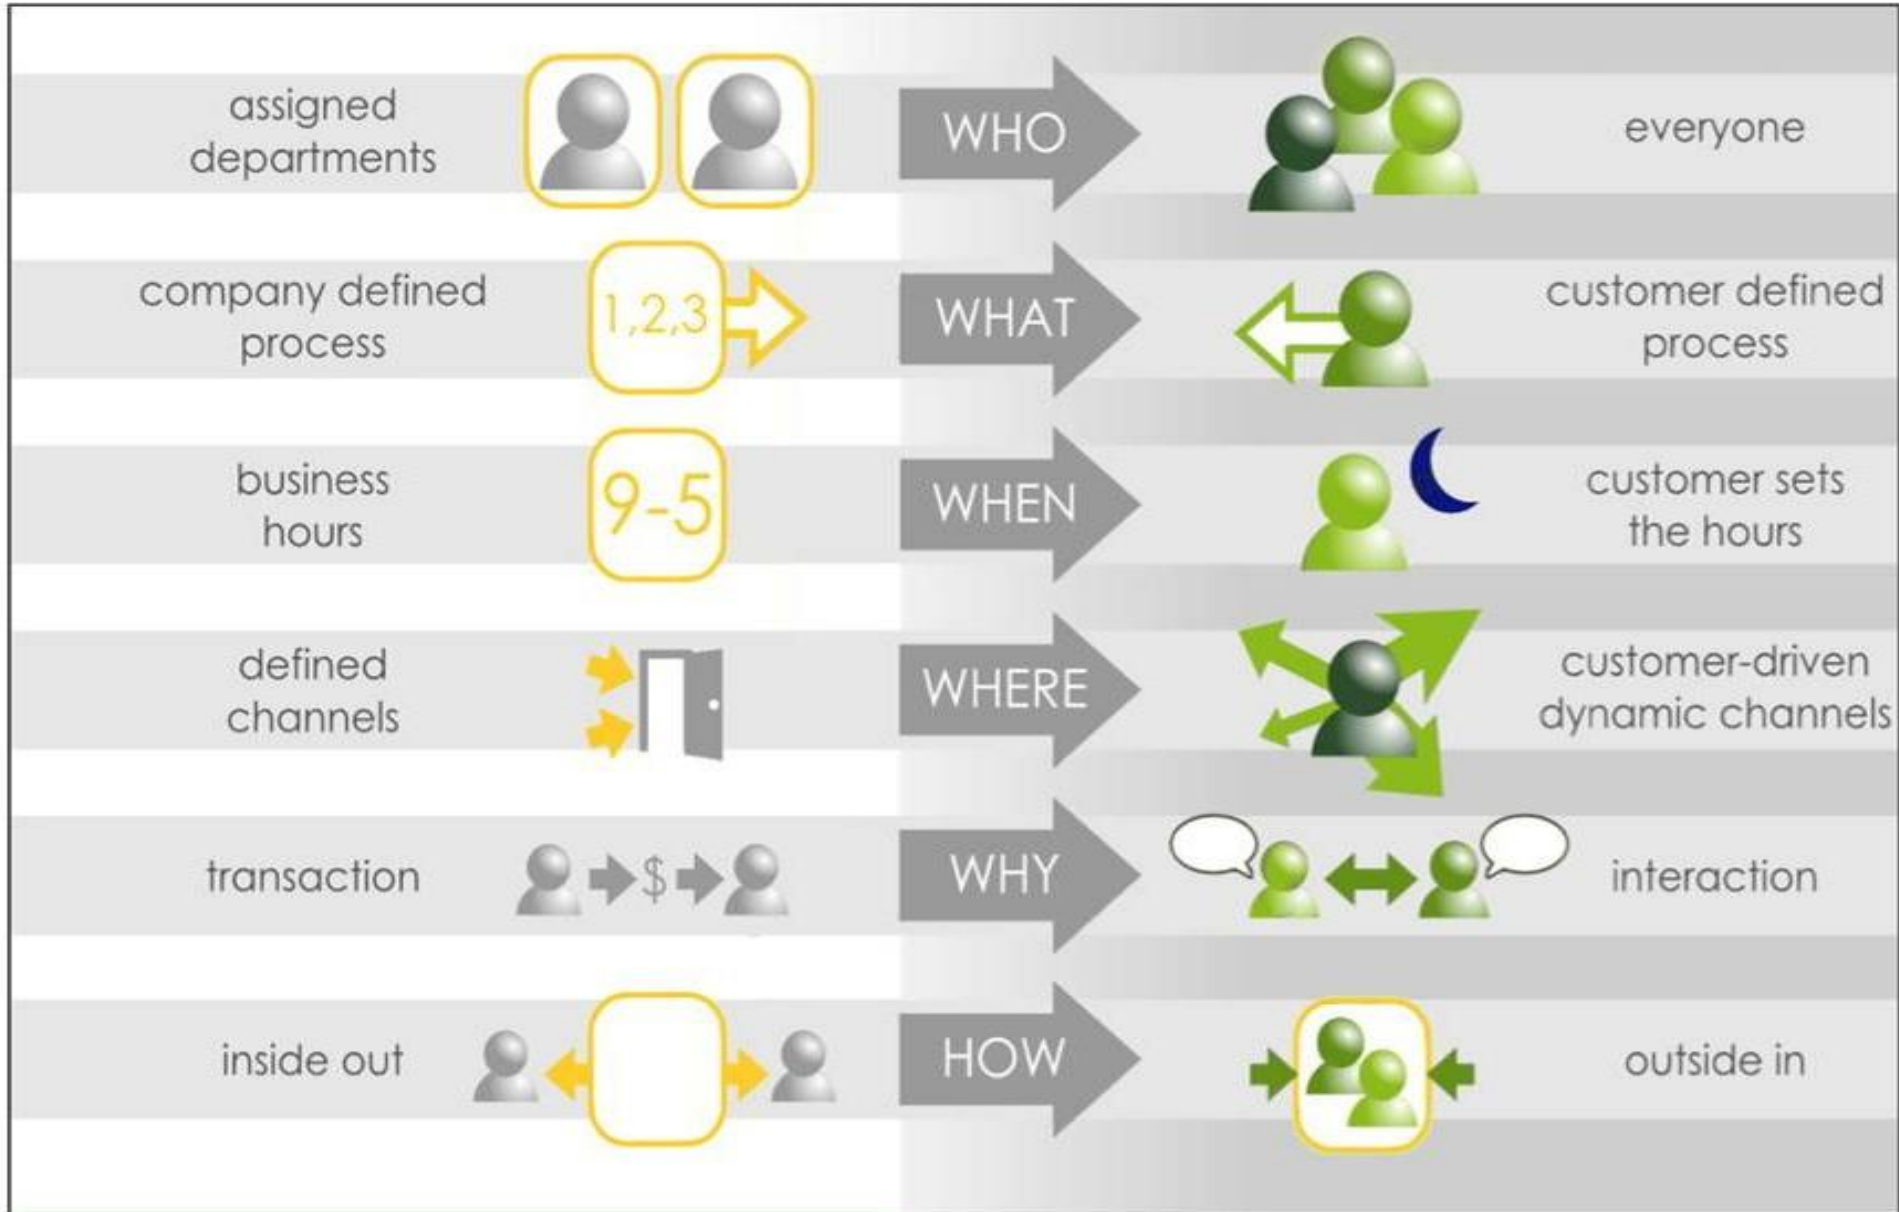 assigned
departments
WHO
everyone
company defined
process
1,2,3
WHAT
customer defined
process
business
hours
9-5
WHEN
customer sets
the hours
defined
channels
WHERE
customer-driven
dynamic channels
transaction
$
WHY
interaction
inside out
HOW
outside in